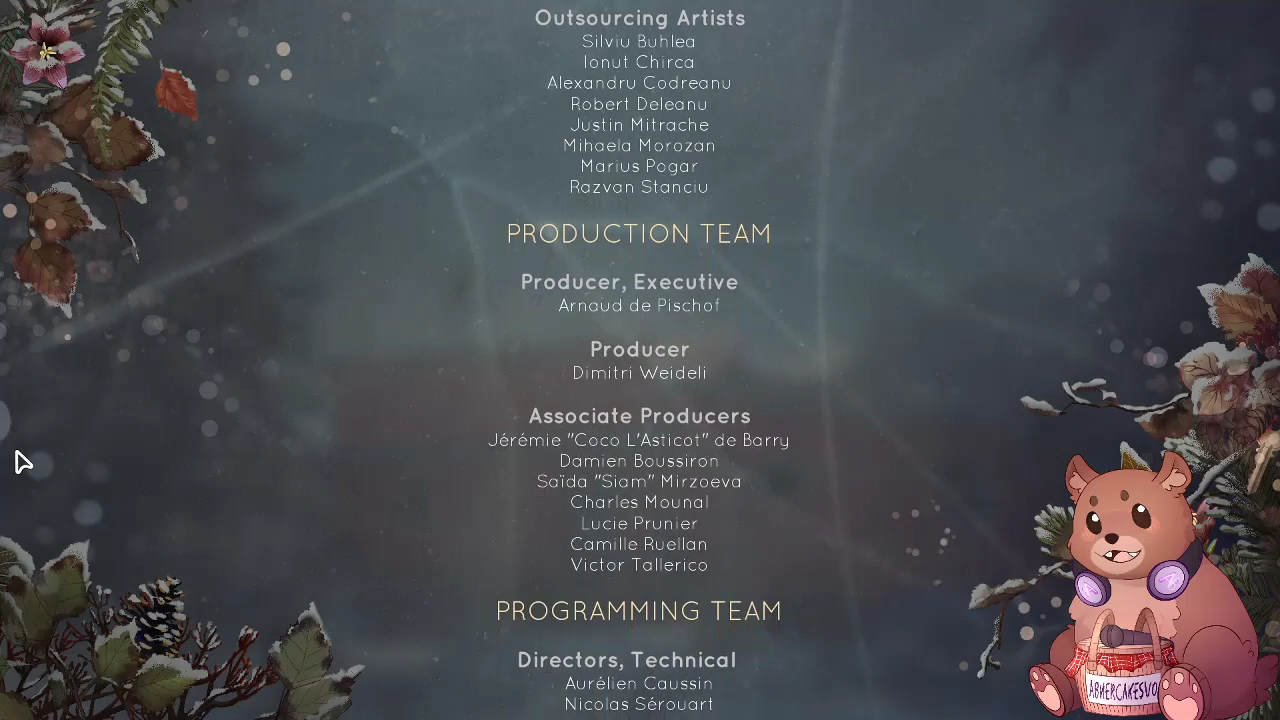 Outsourcing Artists
Silviu Buhlea
Ionut Chirca
Alexandru Codreanu
Robert Deleanu
Justin Mitrache
Mihaela Morozan
Marius Pogar
Razvan Stanciu
PRODUCTION TEAM
Producer, Executive
Arnaud de Pischof
Producer
Dimitri Weideli
Associate Producers
Jérémie "Coco L'Asticot" de Barry
Damien Boussiron
Saïda "Siam" Mirzoeva
Charles Mounal
Lucie Prunier
Camille Ruellan
Victor Tallerico
PROGRAMMING TEAM
Directors, Technical
Aurélien Caussin
Nicolas Sérouart
ABHERCAKESVO